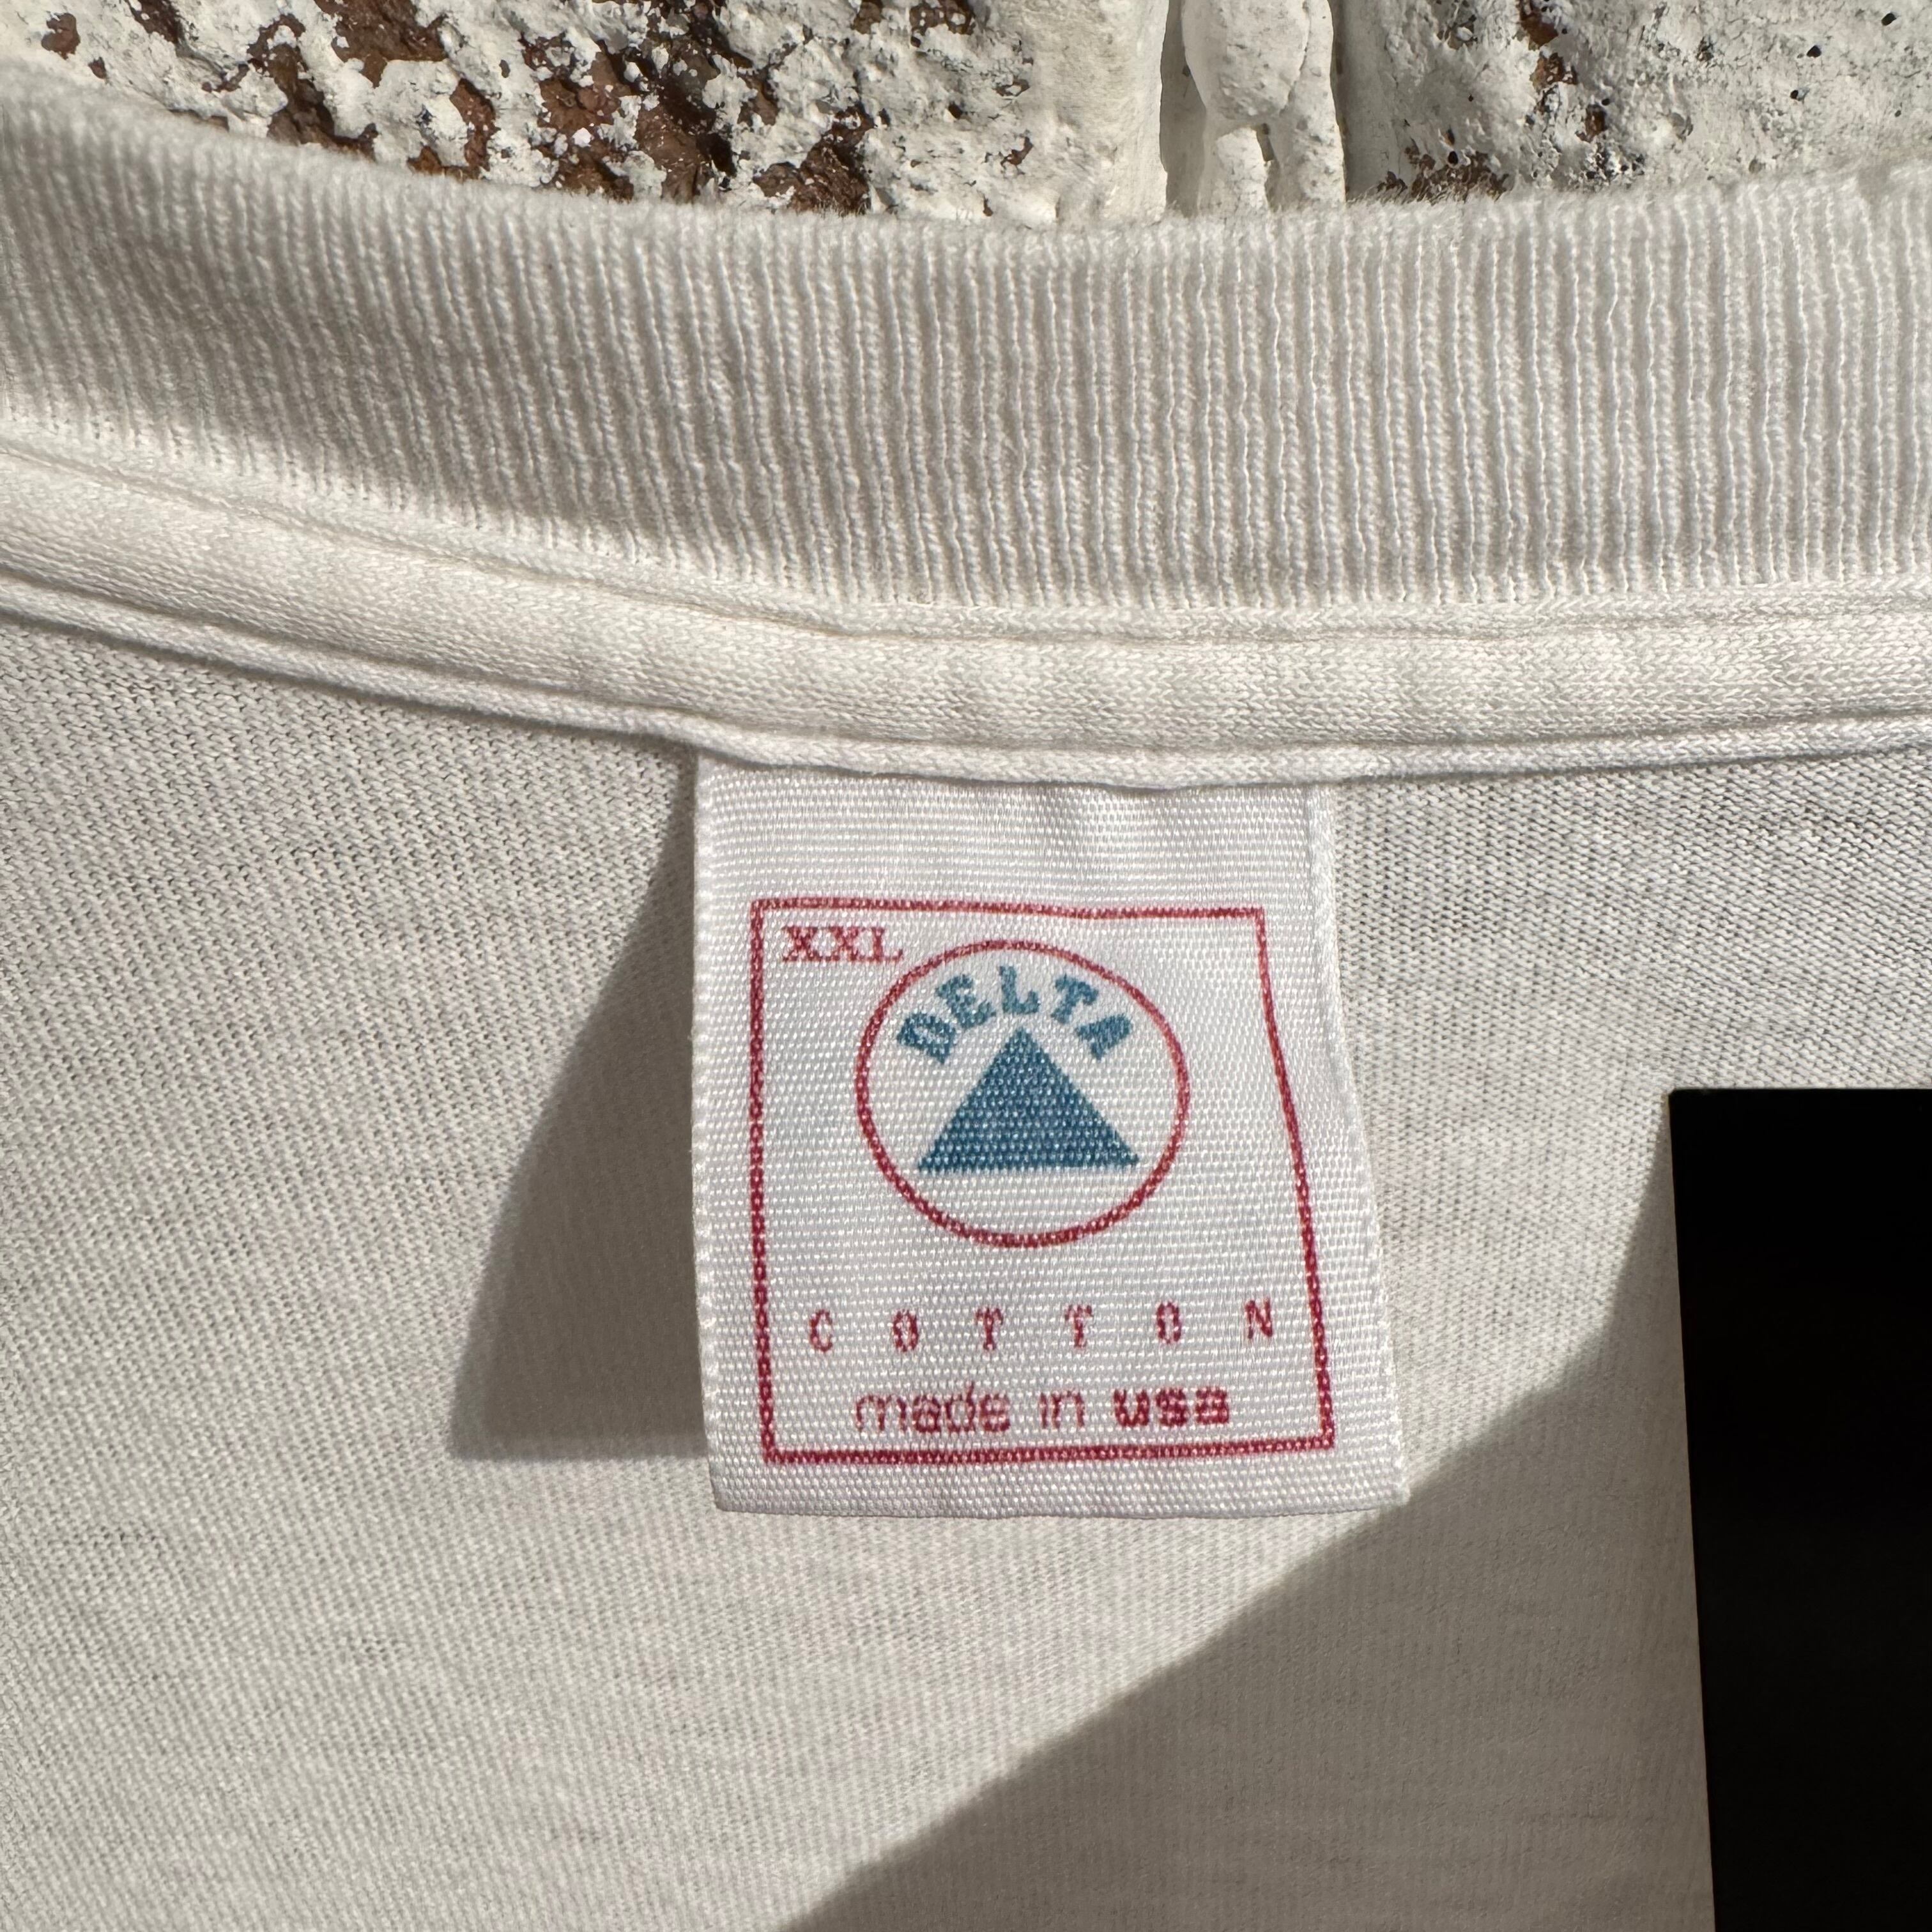 XXL
DELTA
COTTON
made in usa